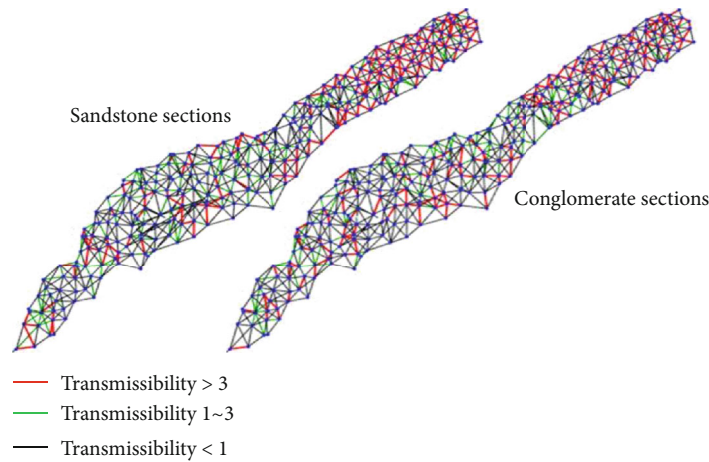 Sandstone sections
Conglomerate sections
Transmissibility > 3
Transmissibility 1~3
Transmissibility < 1